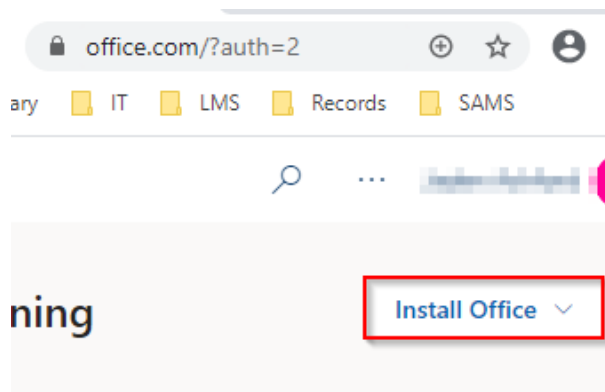 office.com/?auth=2
ary IT LMS Records SAMS
...
ning
Install Office